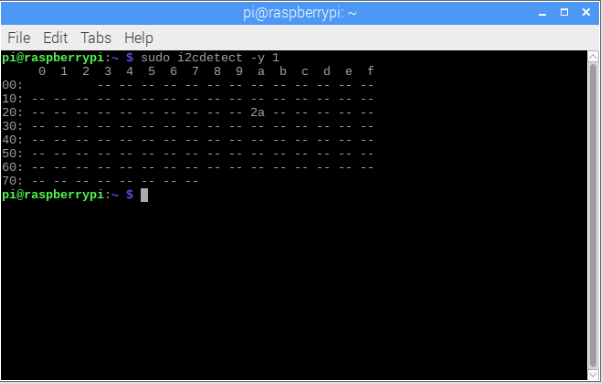 pi@raspberrypi: ~
File Edit Tabs Help
pi@raspberrypi:~ $ sudo i2cdetect -y 1
     0  1  2  3  4  5  6  7  8  9  a  b  c  d  e  f
00:          -- -- -- -- -- -- -- -- -- -- -- -- --
10: -- -- -- -- -- -- -- -- -- -- -- -- -- -- -- --
20: -- -- -- -- -- -- -- -- -- -- 2a -- -- -- -- --
30: -- -- -- -- -- -- -- -- -- -- -- -- -- -- -- --
40: -- -- -- -- -- -- -- -- -- -- -- -- -- -- -- --
50: -- -- -- -- -- -- -- -- -- -- -- -- -- -- -- --
60: -- -- -- -- -- -- -- -- -- -- -- -- -- -- -- --
70: -- -- -- -- -- -- -- --
pi@raspberrypi:~ $